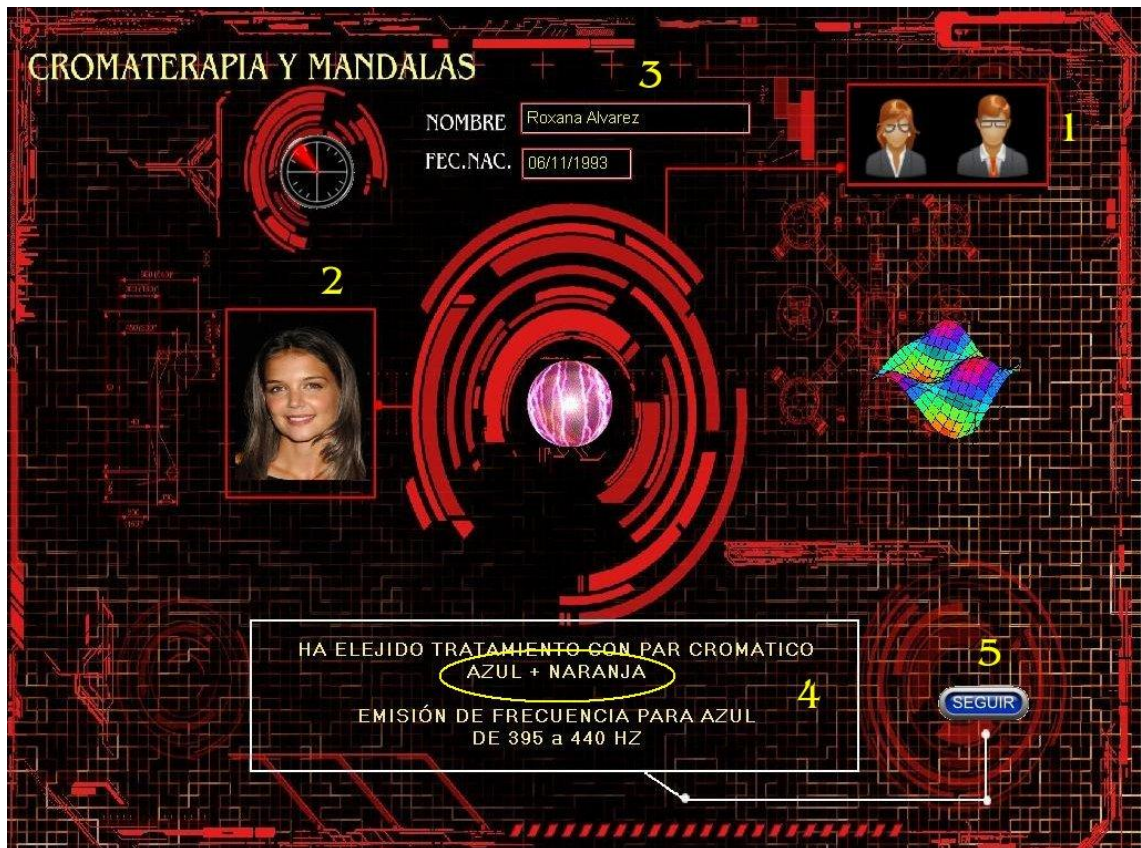 CROMATERAPIA Y MANDALAS
3
NOMBRE Roxana Alvarez
1
FEC.NAC. 06/11/1993
2
HA ELEJIDO TRATAMIENTO CON PAR CROMATICO
AZUL + NARANJA
5
4
SEGUIR
EMISIÓN DE FRECUENCIA PARA AZUL
DE 395 a 440 HZ